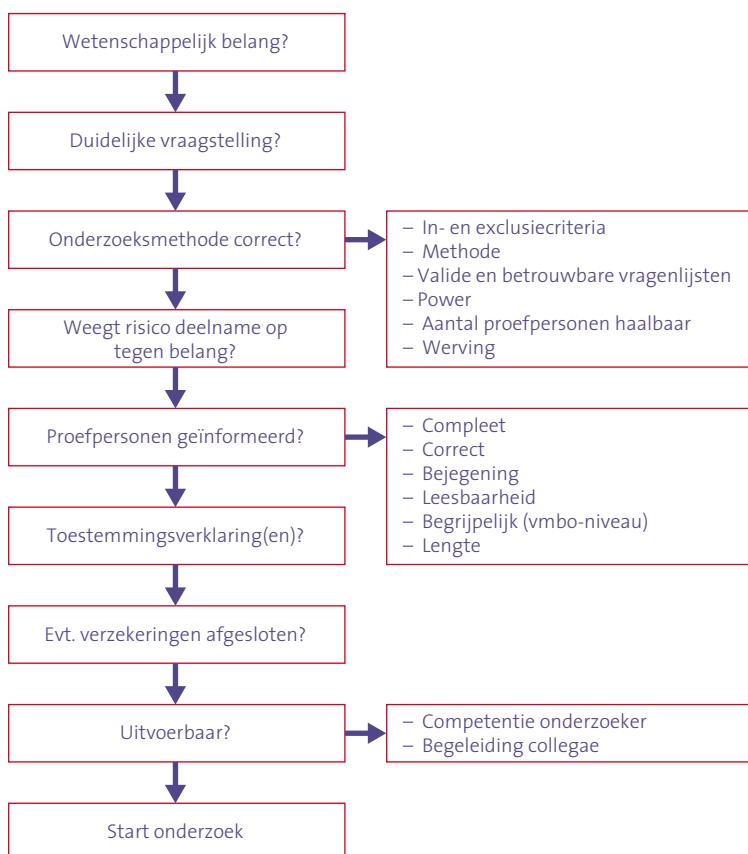 Wetenschappelijk belang?
Duidelijke vraagstelling?
Onderzoeksmethode correct?
– In- en exclusiecriteria
– Methode
– Valide en betrouwbare vragenlijsten
– Power
– Aantal proefpersonen haalbaar
– Werving
Weegt risico deelname op
tegen belang?
Proefpersonen geïnformeerd?
– Compleet
– Correct
– Bejegening
– Leesbaarheid
– Begrijpelijk (vmbo-niveau)
– Lengte
Toestemmingsverklaring(en)?
Evt. verzekeringen afgesloten?
Uitvoerbaar?
– Competentie onderzoeker
– Begeleiding collegae
Start onderzoek